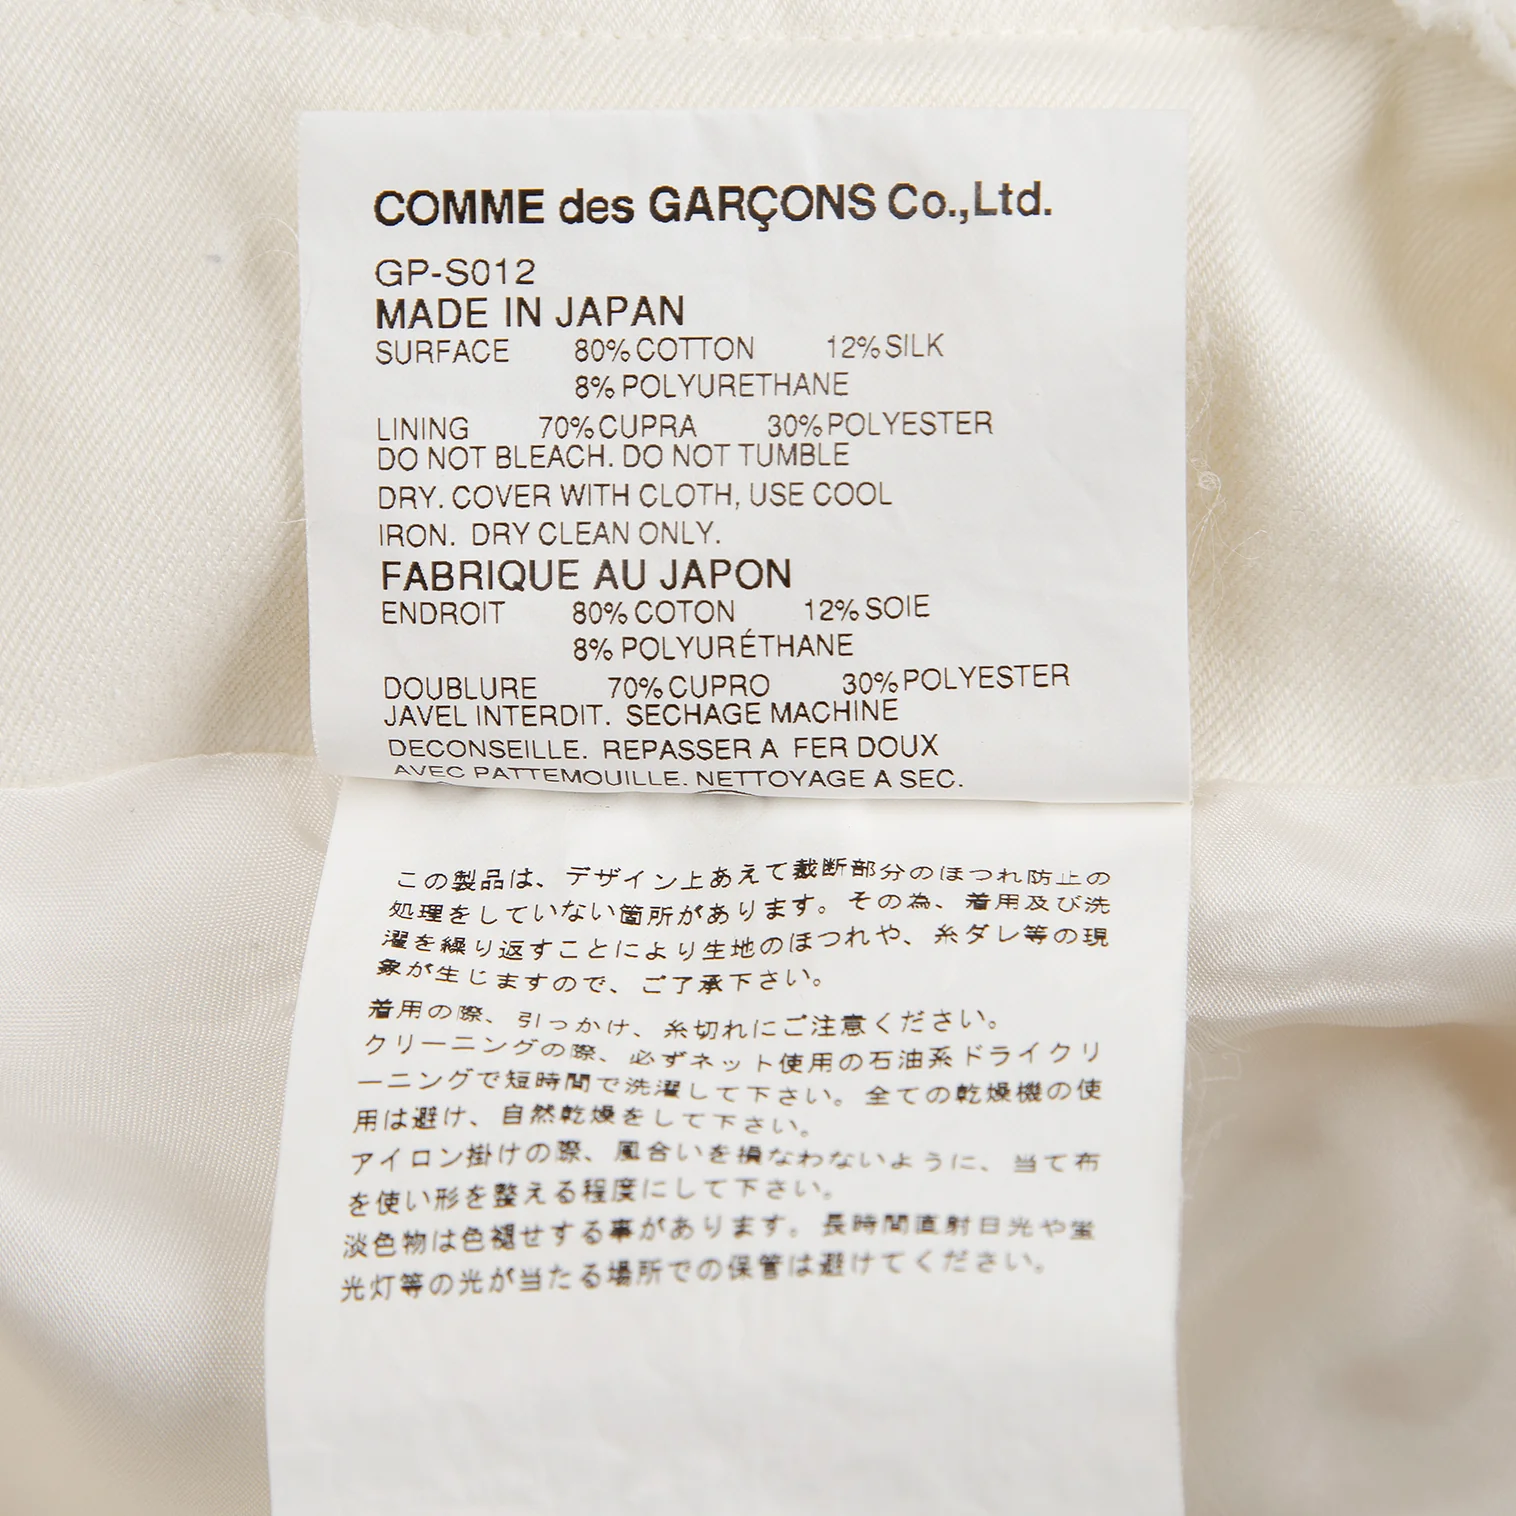 COMME des GARÇONS Co.,Ltd.
GP-S012
MADE IN JAPAN
SURFACE 80%COTTON 12%SILK
8%POLYURETHANE
LINING 70%CUPRA 30%POLYESTER
DO NOT BLEACH. DO NOT TUMBLE
DRY. COVER WITH CLOTH, USE COOL
IRON. DRY CLEAN ONLY.
FABRIQUE AU JAPON
ENDROIT 80%COTON 12%SOIE
8%POLYURÉTHANE
DOUBLURE 70%CUPRO 30%POLYESTER
JAVEL INTERDIT. SECHAGE MACHINE
DECONSEILLE. REPASSER A FER DOUX
AVEC PATTEMOUILLE. NETTOYAGE A SEC.
この製品は、デザイン上あえて裁断部分のほつれ防止の
処理をしていない箇所があります。その為、着用及び洗
濯を繰り返すことにより生地のほつれや、糸ダレ等の現
象が生じますので、ご了承下さい。
着用の際、引っかけ、糸切れにご注意ください。
クリーニングの際、必ずネット使用の石油系ドライクリ
ーニングで短時間で洗濯して下さい。全ての乾燥機の使
用は避け、自然乾燥をして下さい。
アイロン掛けの際、風合いを損なわないように、当て布
を使い形を整える程度にして下さい。
淡色物は色褪せする事があります。長時間直射日光や蛍
光灯等の光が当たる場所での保管は避けてください。